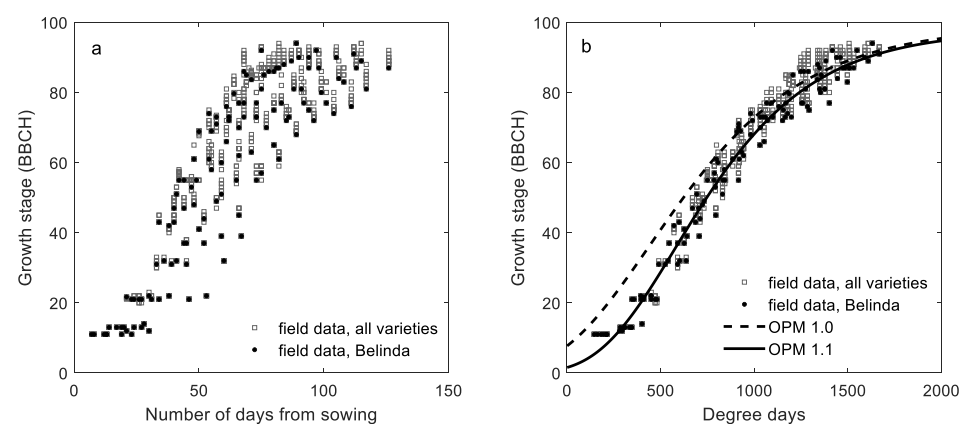 a
100
80
60
40
20
0
Growth stage (BBCH)
field data, all varieties
field data, Belinda
0 50 100 150
Number of days from sowing
b
100
80
60
40
20
0
Growth stage (BBCH)
field data, all varieties
field data, Belinda
OPM 1.0
OPM 1.1
0 500 1000 1500 2000
Degree days